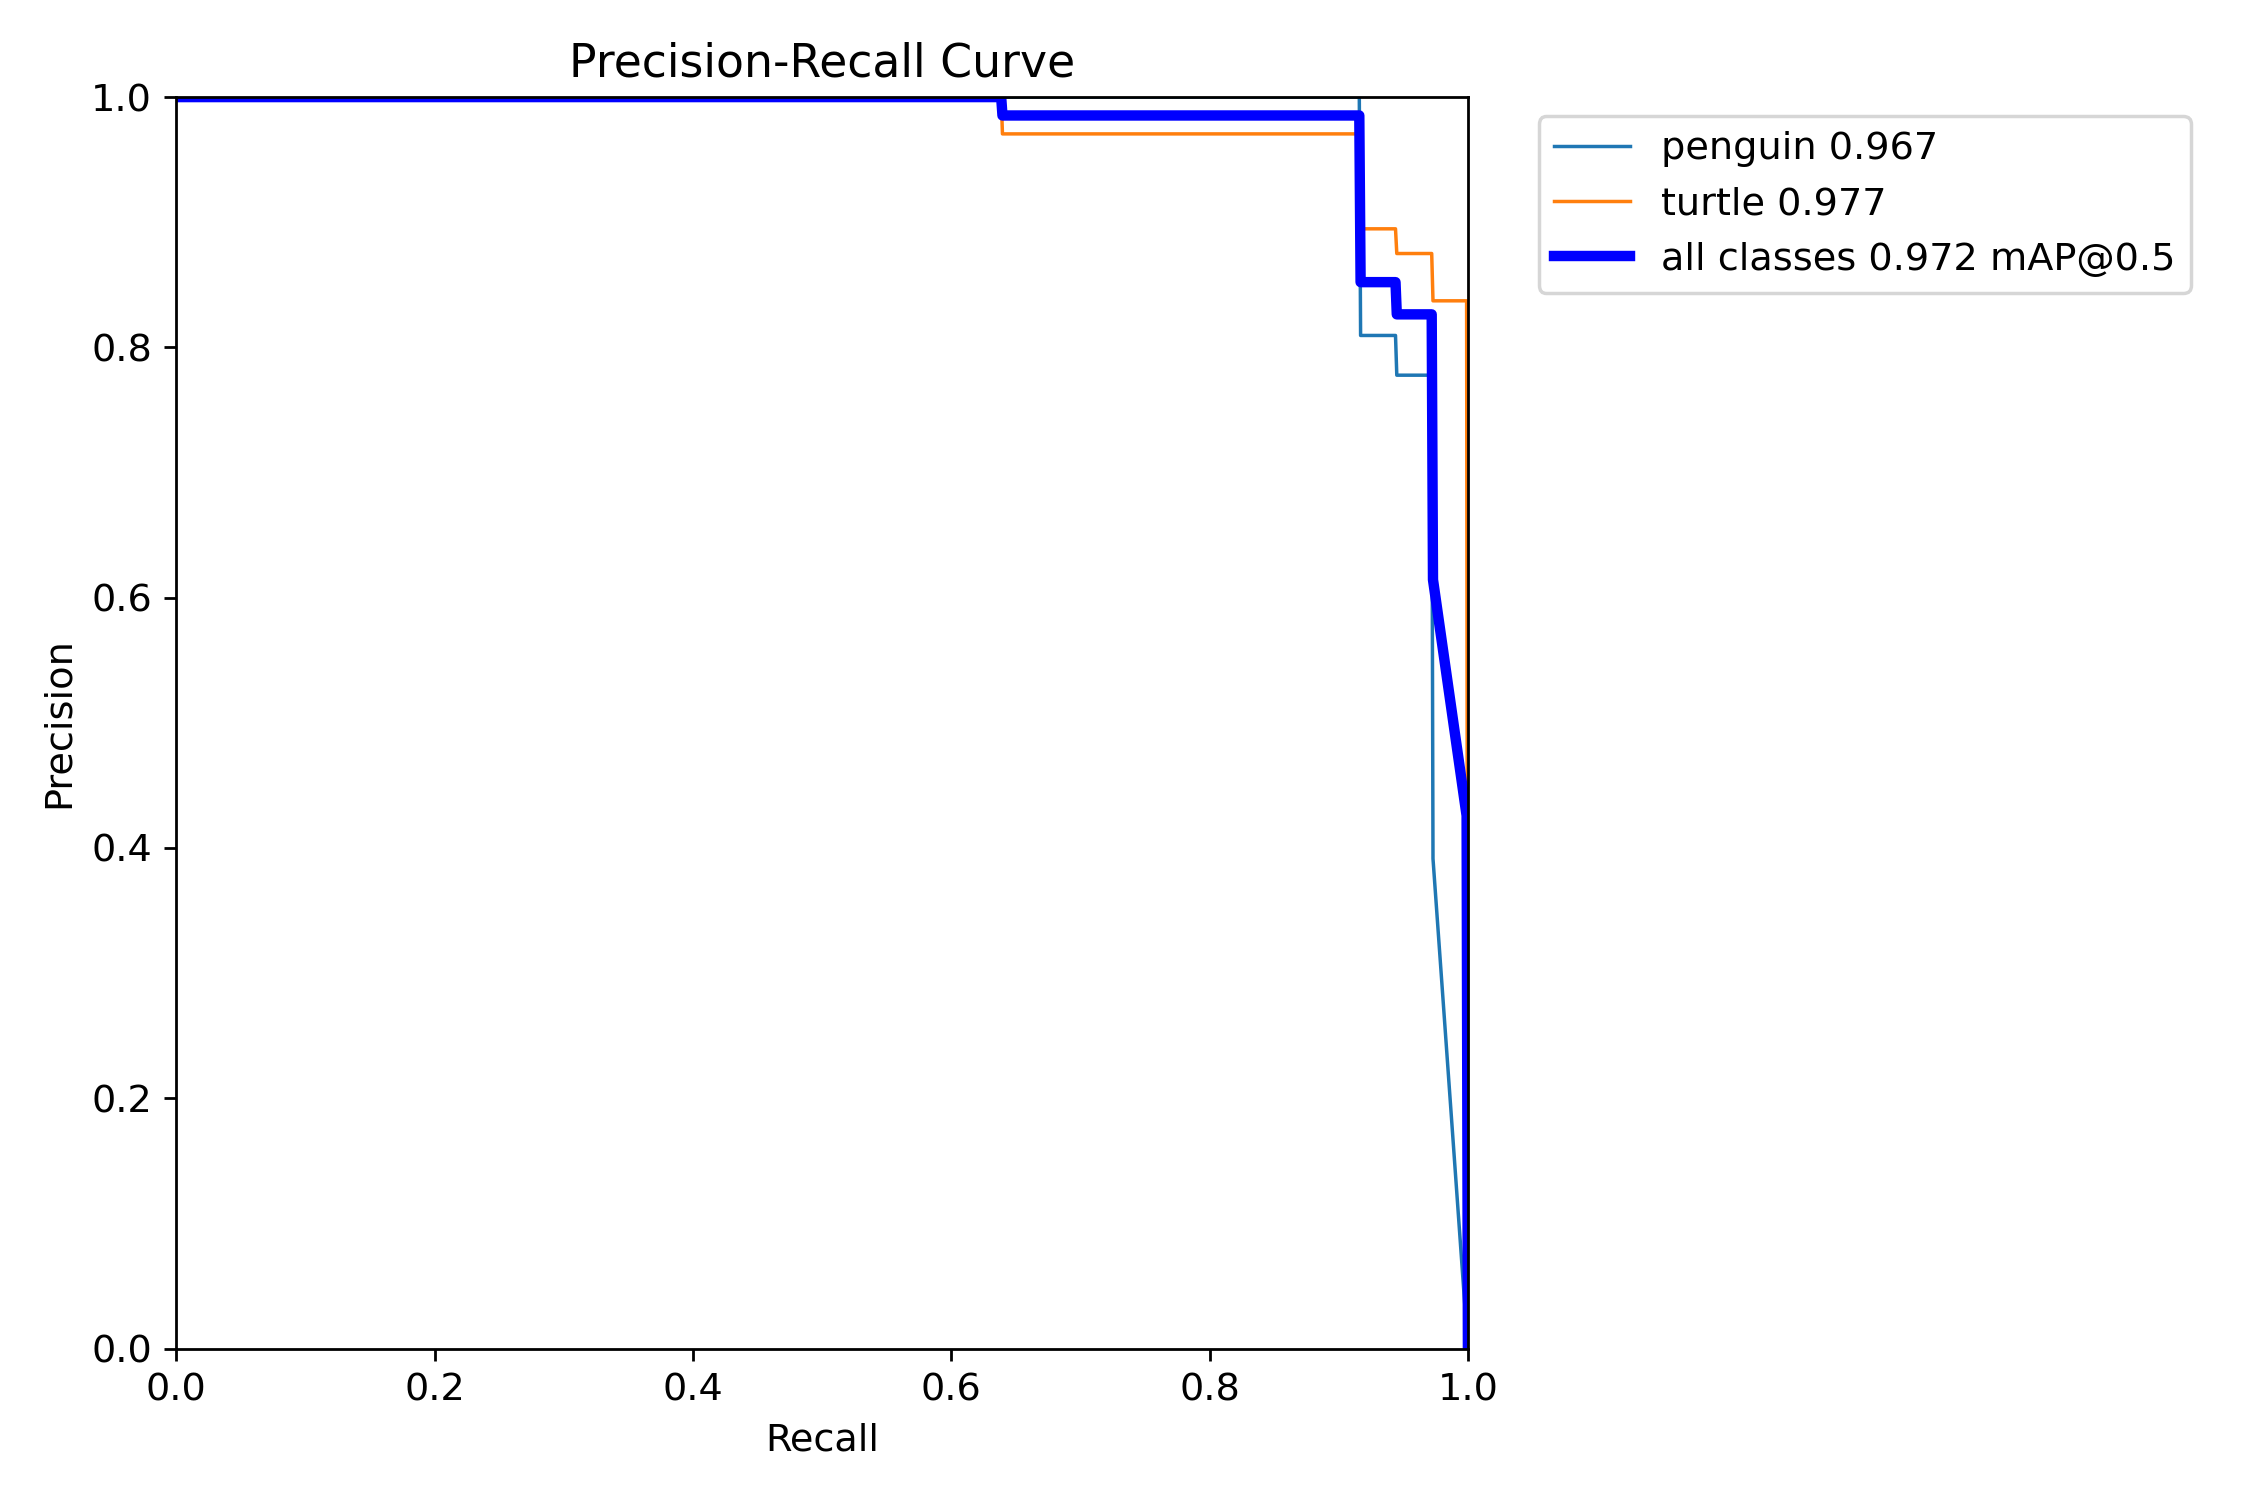 Precision-Recall Curve
1.0
0.8
0.6
0.4
0.2
0.0
Precision
0.0 0.2 0.4 0.6 0.8 1.0
Recall
penguin 0.967
turtle 0.977
all classes 0.972 mAP@0.5